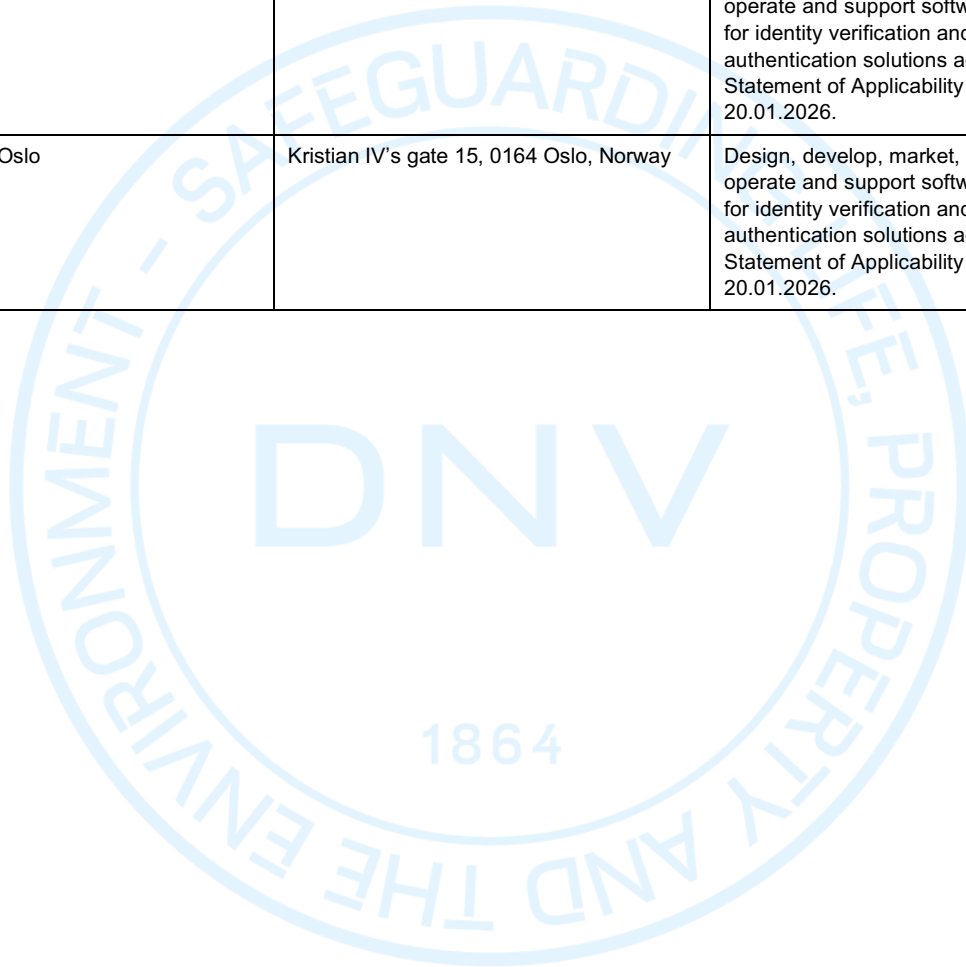 operate and support softw
for identity verification and
authentication solutions a
Statement of Applicability
20.01.2026.
Oslo
Kristian IV’s gate 15, 0164 Oslo, Norway
Design, develop, market,
operate and support softw
for identity verification and
authentication solutions a
Statement of Applicability
20.01.2026.
SAFEGUARDING LIFE, PROPERTY AND THE ENVIRONMENT –
DNV
1864